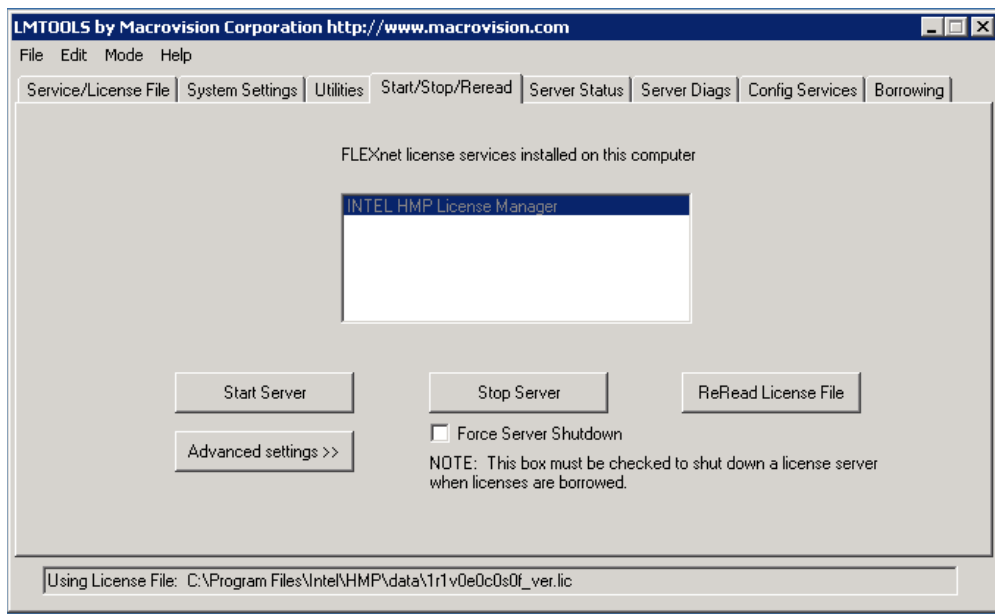 LMTOOLS by Macrovision Corporation http://www.macrovision.com
File Edit Mode Help
Service/License File System Settings Utilities Start/Stop/Reread Server Status Server Diags Config Services Borrowing
FLEXnet license services installed on this computer
INTEL HMP License Manager
Start Server Stop Server ReRead License File
Advanced settings >> Force Server Shutdown
NOTE: This box must be checked to shut down a license server
when licenses are borrowed.
Using License File: C:\Program Files\Intel\HMP\data\1r1v0e0c0s0f_ver.lic